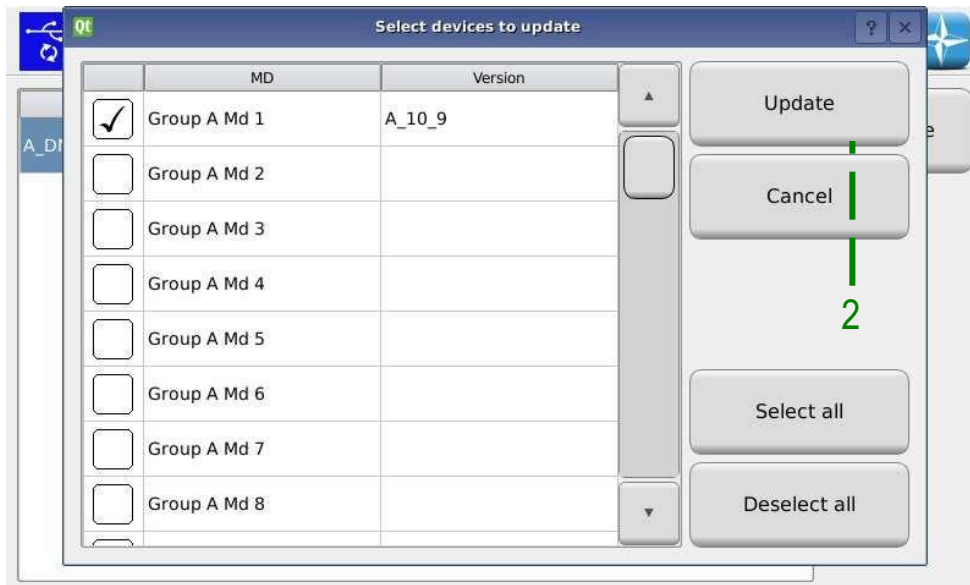 Qt Select devices to update ? ×
MD Version
Group A Md 1 A_10_9
Group A Md 2
Group A Md 3
Group A Md 4
Group A Md 5
Group A Md 6
Group A Md 7
Group A Md 8
Update
Cancel
2
Select all
Deselect all